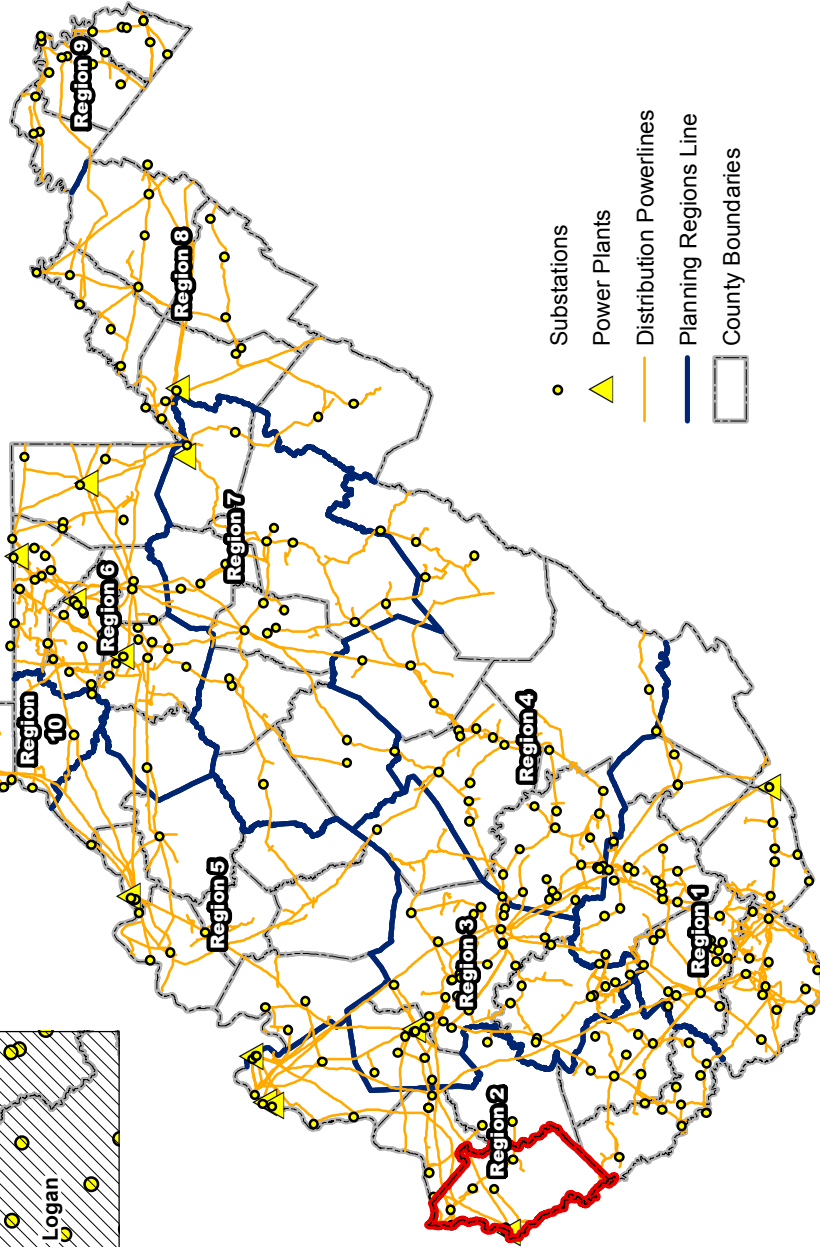 Region 9
Region 8
Region 7
Region 6
Region
10
Region 5
Region 4
Region 3
Region 2
Region 1
Logan
Substations
Power Plants
Distribution Powerlines
Planning Regions Line
County Boundaries